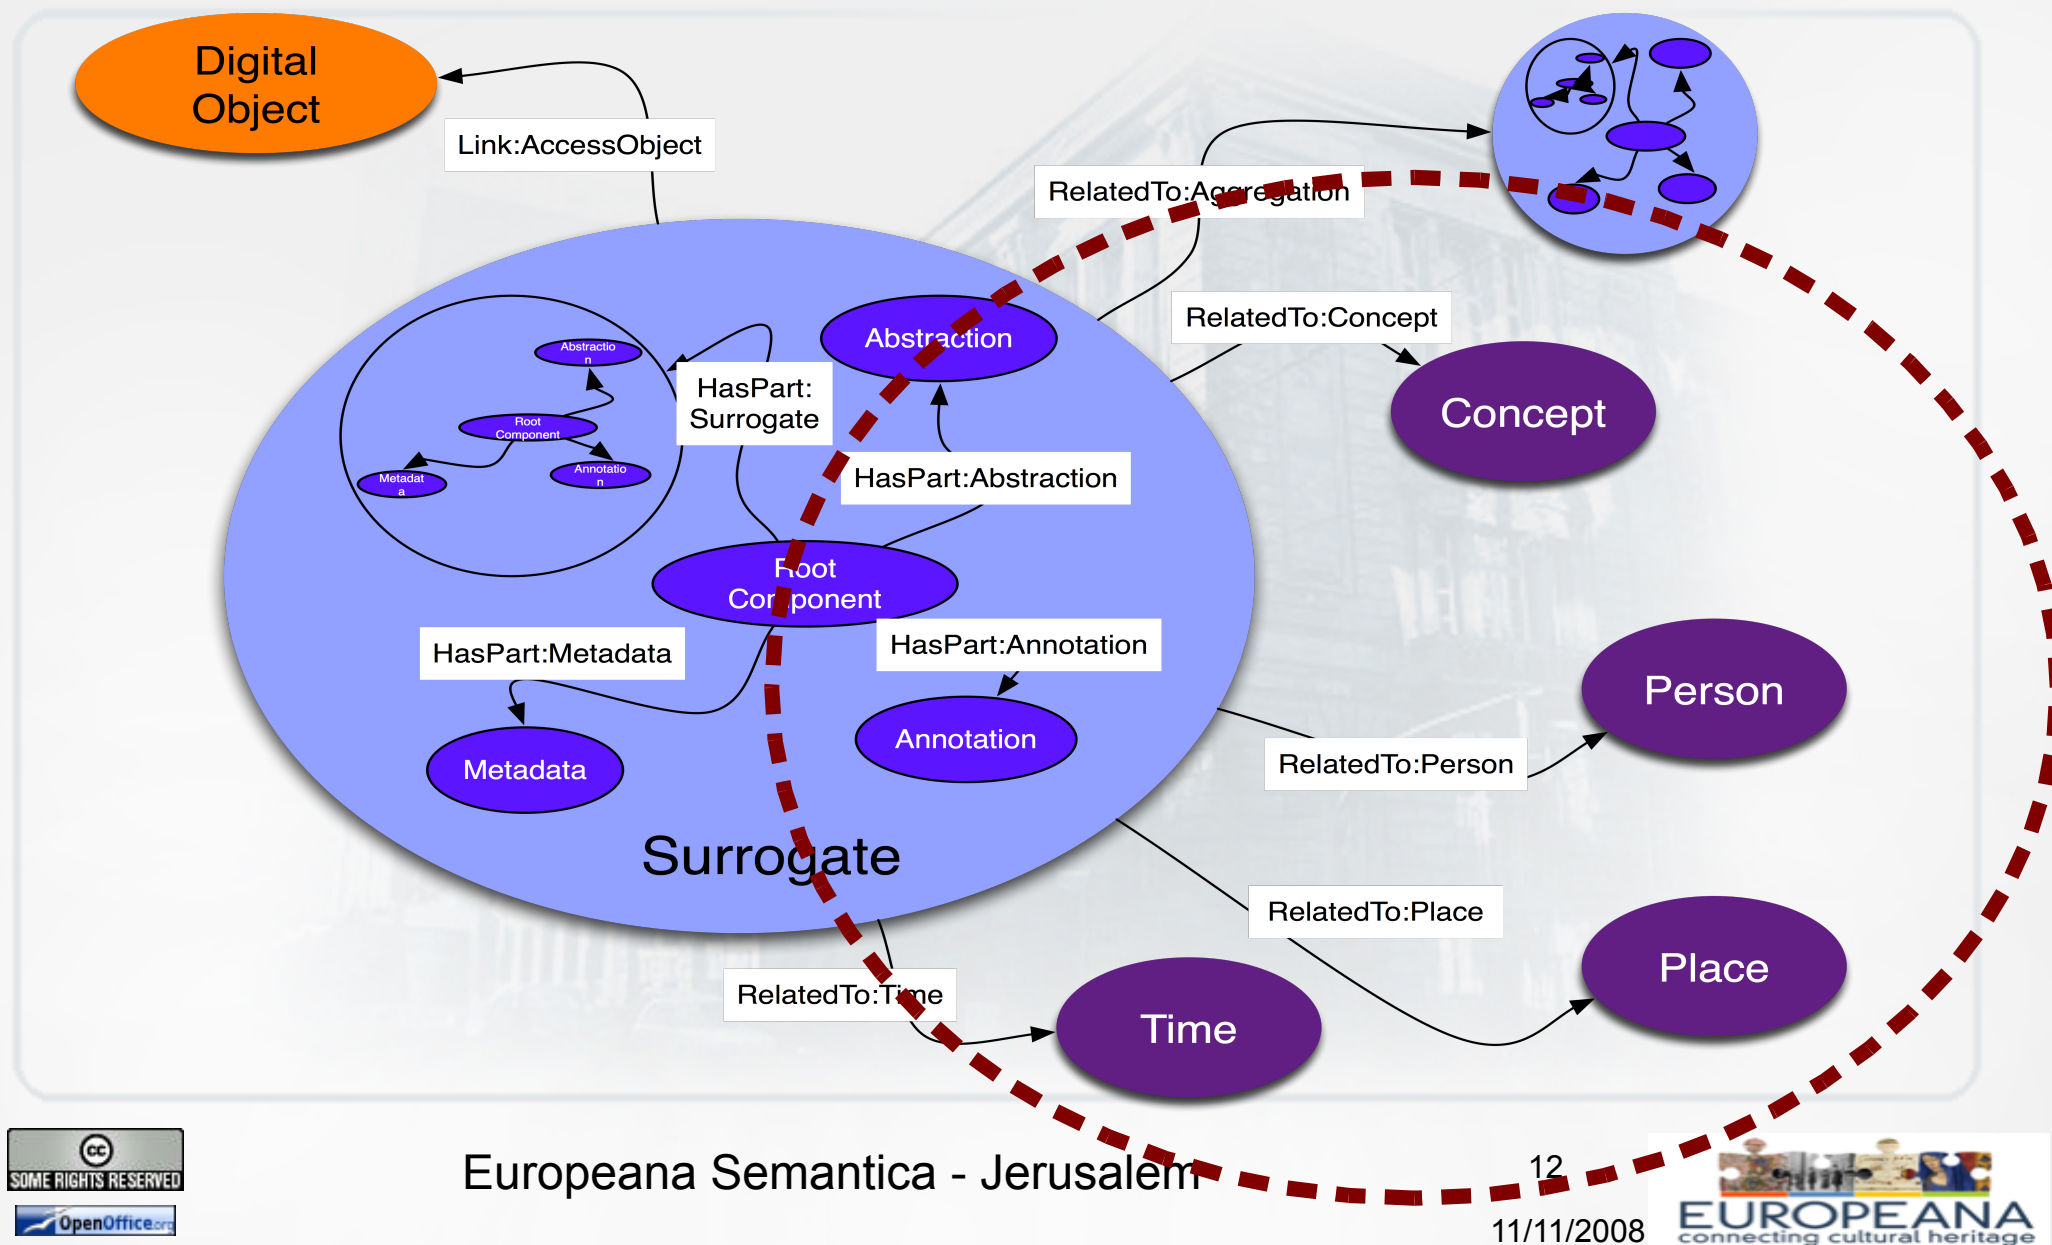 Digital
Object
Link:AccessObject
RelatedTo:Aggregation
RelatedTo:Concept
Abstraction
Concept
Abstractio
n
Root
Component
Metadat
a
Annotatio
n
HasPart:
Surrogate
HasPart:Abstraction
Root
Component
HasPart:Metadata
HasPart:Annotation
Metadata
Annotation
Surrogate
Person
RelatedTo:Person
RelatedTo:Place
Place
RelatedTo:Time
Time
cc
SOME RIGHTS RESERVED
OpenOffice.org
Europeana Semantica - Jerusalem
12
11/11/2008
EUROPEANA
connecting cultural heritage